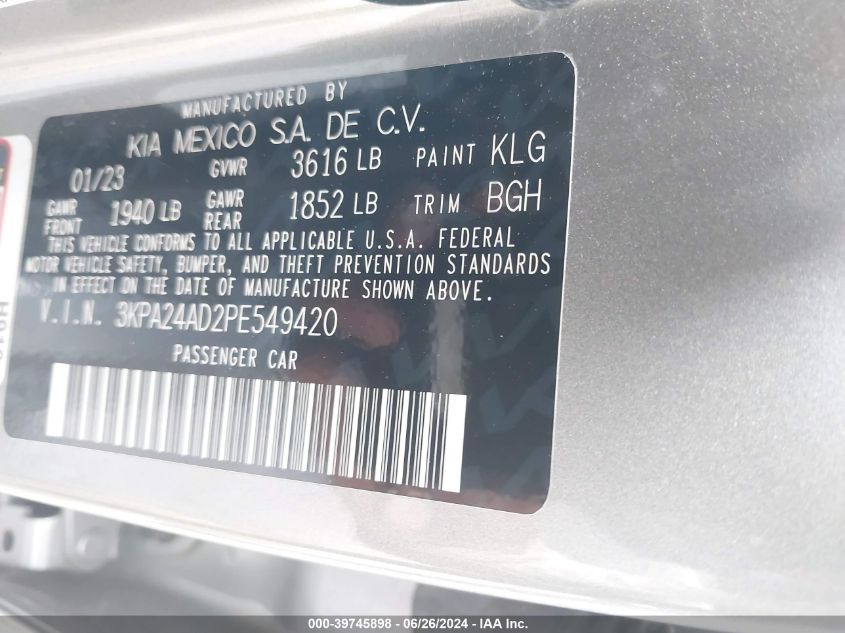 MANUFACTURED BY
KIA MEXICO S.A. DE C.V.
01/23 GVWR 3616 LB PAINT KLG
GAWR FRONT 1940 LB GAWR REAR 1852 LB TRIM BGH
THIS VEHICLE CONFORMS TO ALL APPLICABLE U.S.A. FEDERAL
MOTOR VEHICLE SAFETY, BUMPER, AND THEFT PREVENTION STANDARDS
IN EFFECT ON THE DATE OF MANUFACTURE SHOWN ABOVE.
V.I.N. 3KPA24AD2PE549420
PASSENGER CAR
000-39745898 - 06/26/2024 - IAA Inc.